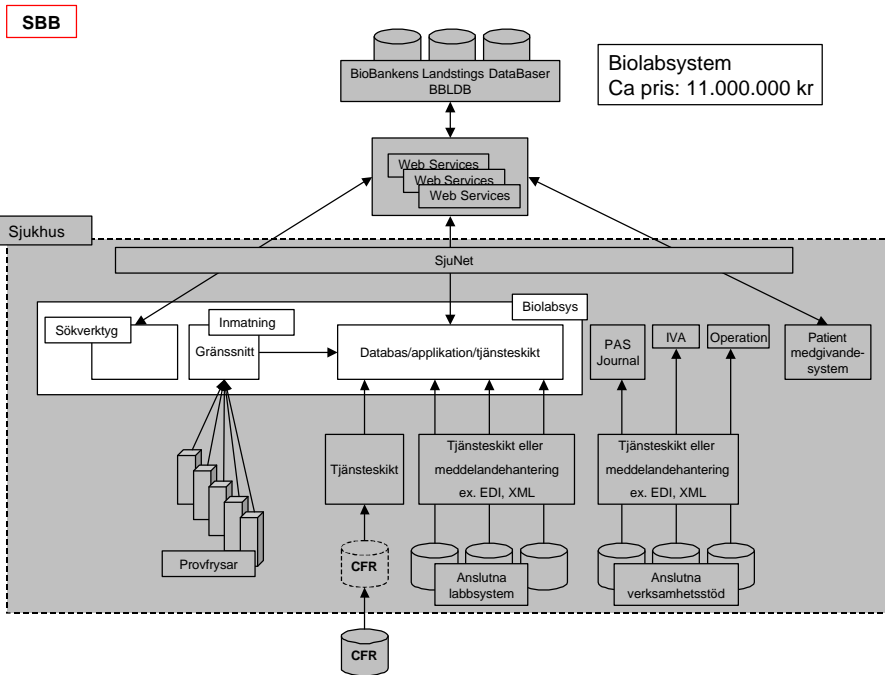 SBB
BioBankens Landstings DataBaser
BBLDB
Biolabsystem
Ca pris: 11.000.000 kr
Web Services
Web Services
Web Services
Sjukhus
SjuNet
Biolabsys
Sökverktyg
Inmatning
Gränssnitt
Databas/applikation/tjänsteskikt
PAS
Journal
IVA
Operation
Patient
medgivande-
system
Tjänsteskikt
Tjänsteskikt eller
meddelandehantering
ex. EDI, XML
Tjänsteskikt eller
meddelandehantering
ex. EDI, XML
Provfrysar
CFR
Anslutna
labbsystem
Anslutna
verksamhetsstöd
CFR